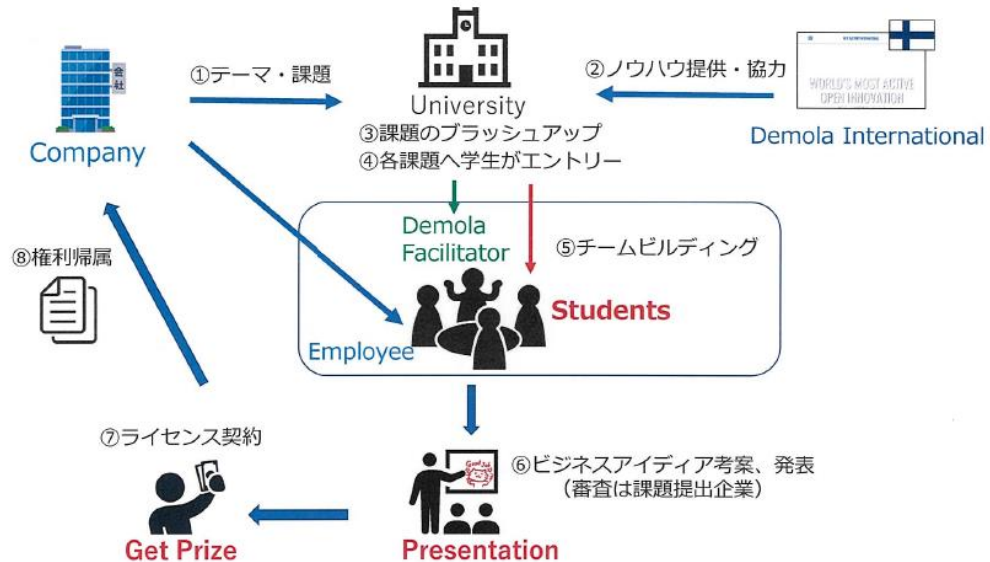 会社
Company
①テーマ・課題
University
②ノウハウ提供・協力
WORLD'S MOST ACTIVE
OPEN INNOVATION
Demola International
③課題のブラッシュアップ
④各課題へ学生がエントリー
Demola
Facilitator
⑤チームビルディング
Students
Employee
⑧権利帰属
⑦ライセンス契約
Get Prize
Good Job
⑥ビジネスアイディア考案、発表
(審査は課題提出企業)
Presentation